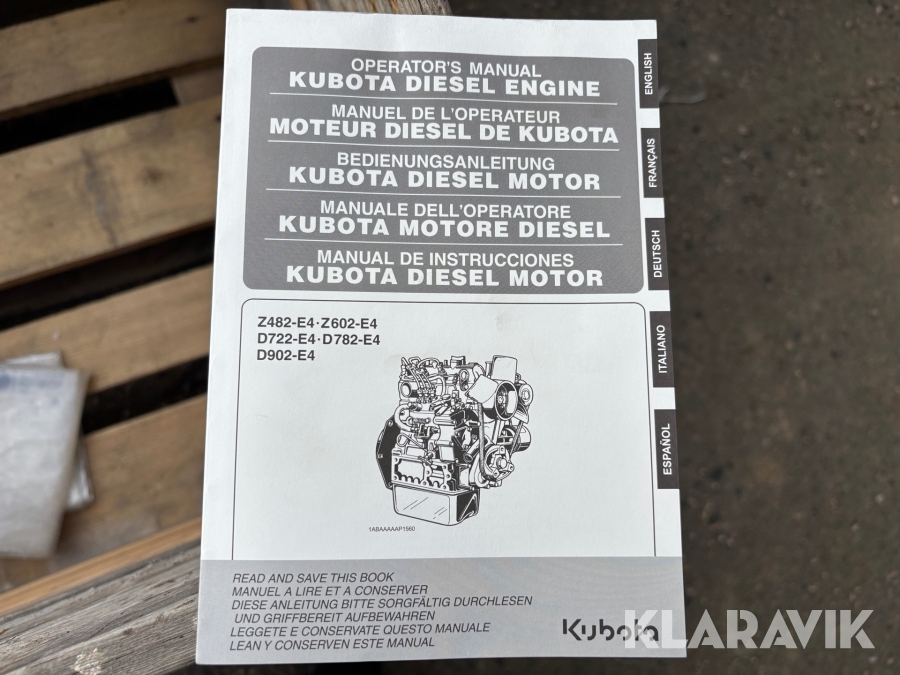 OPERATOR'S MANUAL
KUBOTA DIESEL ENGINE
MANUEL DE L'OPERATEUR
MOTEUR DIESEL DE KUBOTA
BEDIENUNGSANLEITUNG
KUBOTA DIESEL MOTOR
MANUALE DELL'OPERATORE
KUBOTA MOTORE DIESEL
MANUAL DE INSTRUCCIONES
KUBOTA DIESEL MOTOR
ENGLISH
FRANÇAIS
DEUTSCH
ITALIANO
ESPAÑOL
Z482-E4·Z602-E4
D722-E4·D782-E4
D902-E4
1ABAAAAAP1560
READ AND SAVE THIS BOOK
MANUEL A LIRE ET A CONSERVER
DIESE ANLEITUNG BITTE SORGFÄLTIG DURCHLESEN
UND GRIFFBEREIT AUFBEWAHREN
LEGGETE E CONSERVATE QUESTO MANUALE
LEAN Y CONSERVEN ESTE MANUAL
Kubota
KLARAVIK